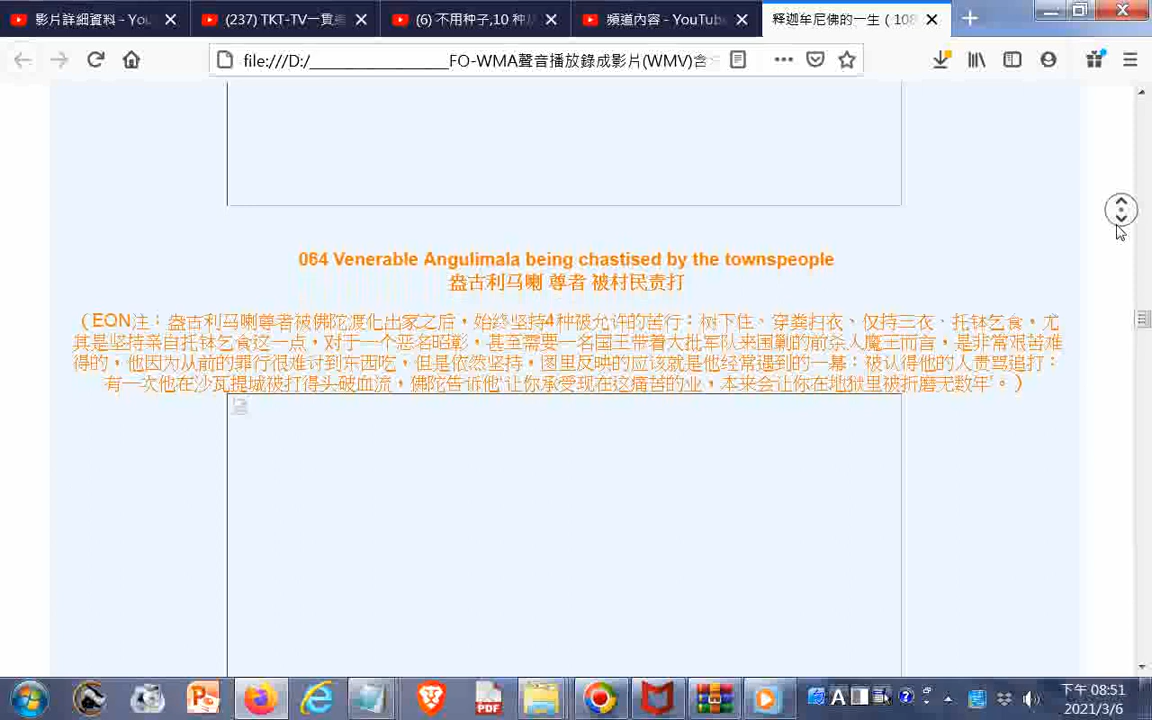 影片詳細資料 - You
(237) TKT-TV一貫
(6) 不用种子,10 种
頻道內容 - YouTube
释迦牟尼佛的一生（108
file:///D:/_________________FO-WMA聲音播放錄成影片(WMV)含
064 Venerable Angulimala being chastised by the townspeople
盎古利马喇 尊者 被村民责打
（EON注：盎古利马喇尊者被佛陀渡化出家之后，始终坚持4种被允许的苦行：树下住、穿粪扫衣、仅持三衣、托钵乞食，尤
其是坚持亲自托钵乞食这一点，对于一个恶名昭彰，甚至需要一名国王带着大批军队来围剿的前杀人魔王而言，是非常艰苦难
得的，他因为从前的罪行很难讨到东西吃，但是依然坚持，图里反映的应该就是他经常遇到的一幕：被认得他的人责骂追打：
有一次他在沙瓦提城被打得头破血流，佛陀告诉他'让你承受现在这痛苦的业，本来会让你在地狱里被折磨无数年'。）
PDF
A
下午 08:51
2021/3/6